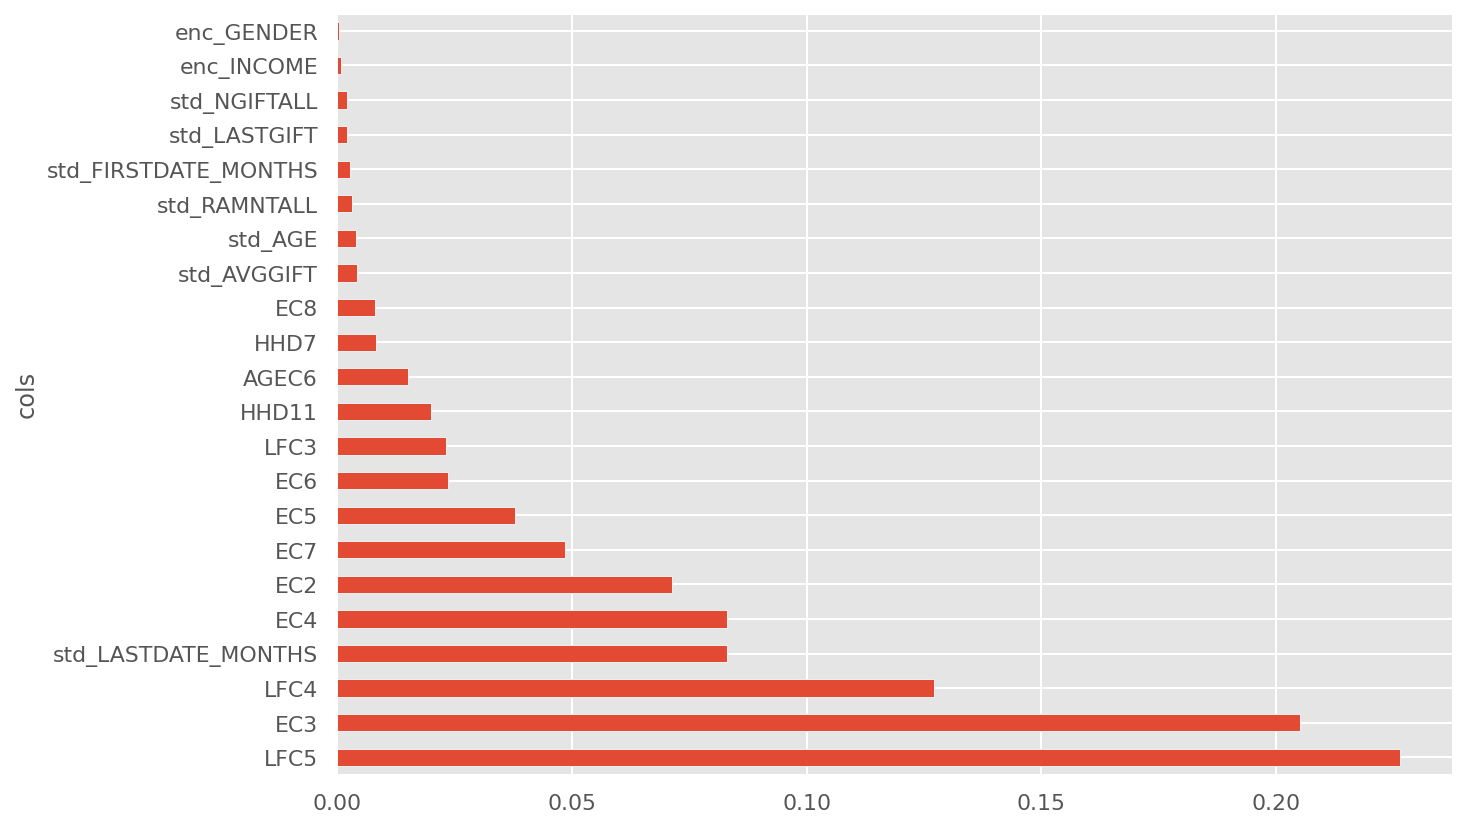 enc_GENDER
enc_INCOME
std_NGIFTALL
std_LASTGIFT
std_FIRSTDATE_MONTHS
std_RAMNTALL
std_AGE
std_AVGGIFT
EC8
HHD7
AGEC6
HHD11
LFC3
EC6
EC5
EC7
EC2
EC4
std_LASTDATE_MONTHS
LFC4
EC3
LFC5
cols
0.00 0.05 0.10 0.15 0.20